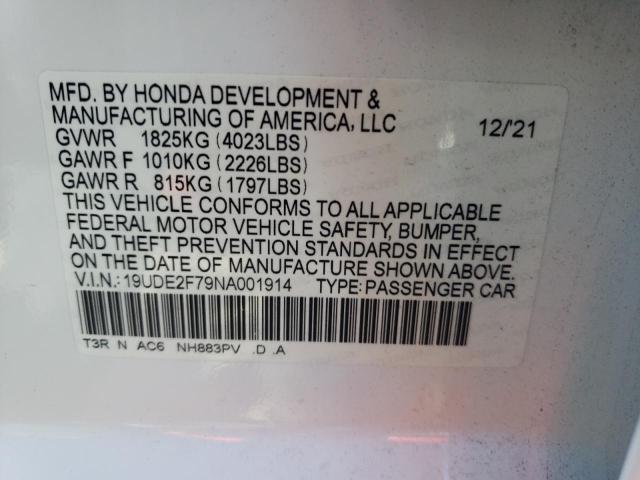 MFD. BY HONDA DEVELOPMENT &
MANUFACTURING OF AMERICA, LLC 12/'21
GVWR 1825KG (4023LBS)
GAWR F 1010KG (2226LBS)
GAWR R 815KG (1797LBS)
THIS VEHICLE CONFORMS TO ALL APPLICABLE
FEDERAL MOTOR VEHICLE SAFETY, BUMPER,
AND THEFT PREVENTION STANDARDS IN EFFECT
ON THE DATE OF MANUFACTURE SHOWN ABOVE.
V.I.N.: 19UDE2F79NA001914 TYPE: PASSENGER CAR
T3R N AC6 NH883PV .D .A